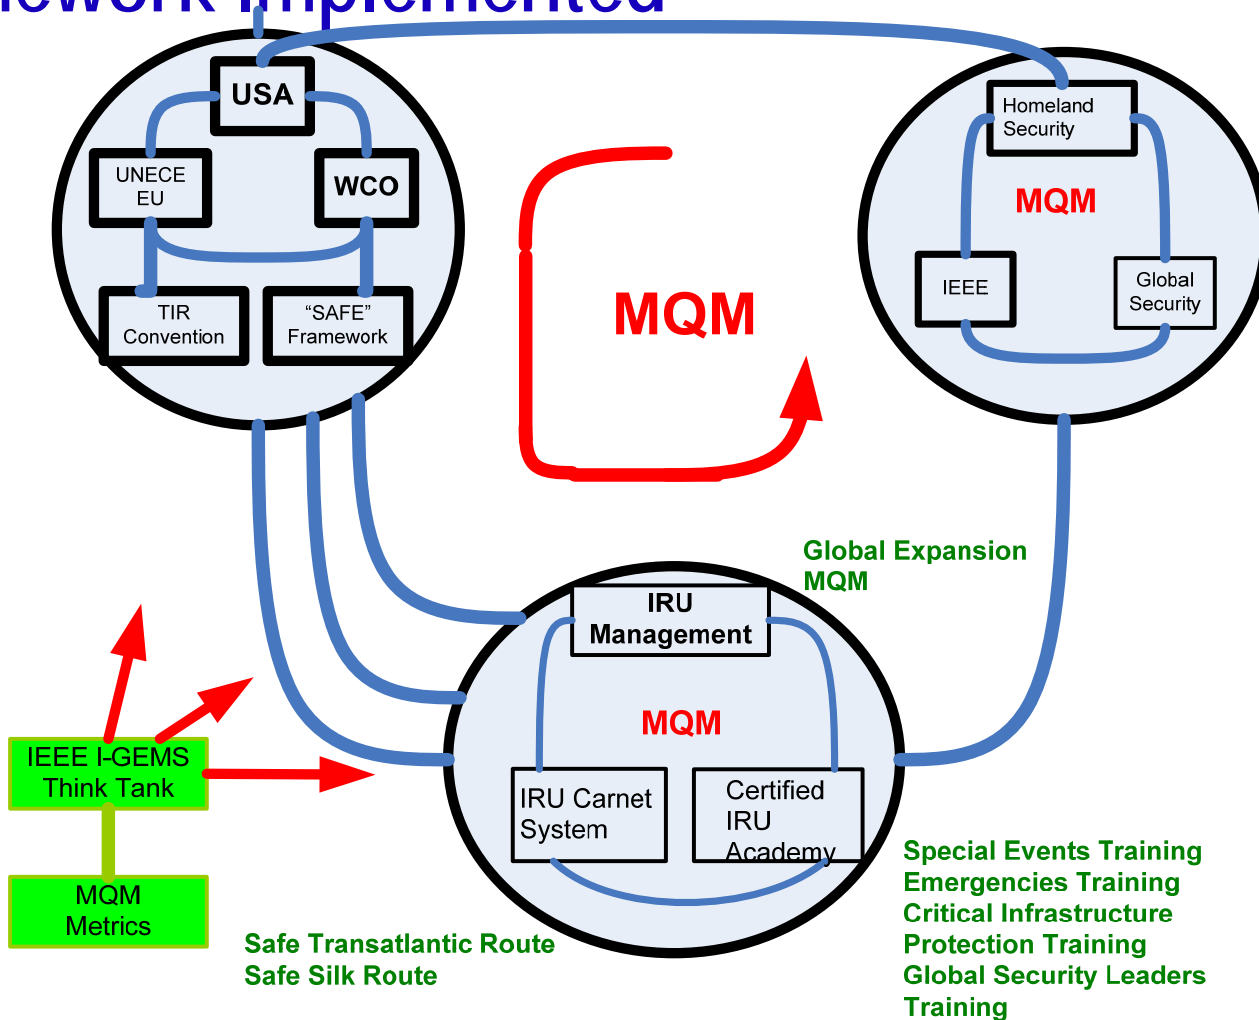 Implemented
USA
UNECE
EU
WCO
TIR
Convention
“SAFE”
Framework
Homeland
Security
MQM
IEEE
Global
Security
MQM
Global Expansion
MQM
IRU
Management
MQM
IRU Carnet
System
Certified
IRU
Academy
IEEE I-GEMS
Think Tank
MQM
Metrics
Safe Transatlantic Route
Safe Silk Route
Special Events Training
Emergencies Training
Critical Infrastructure
Protection Training
Global Security Leaders
Training